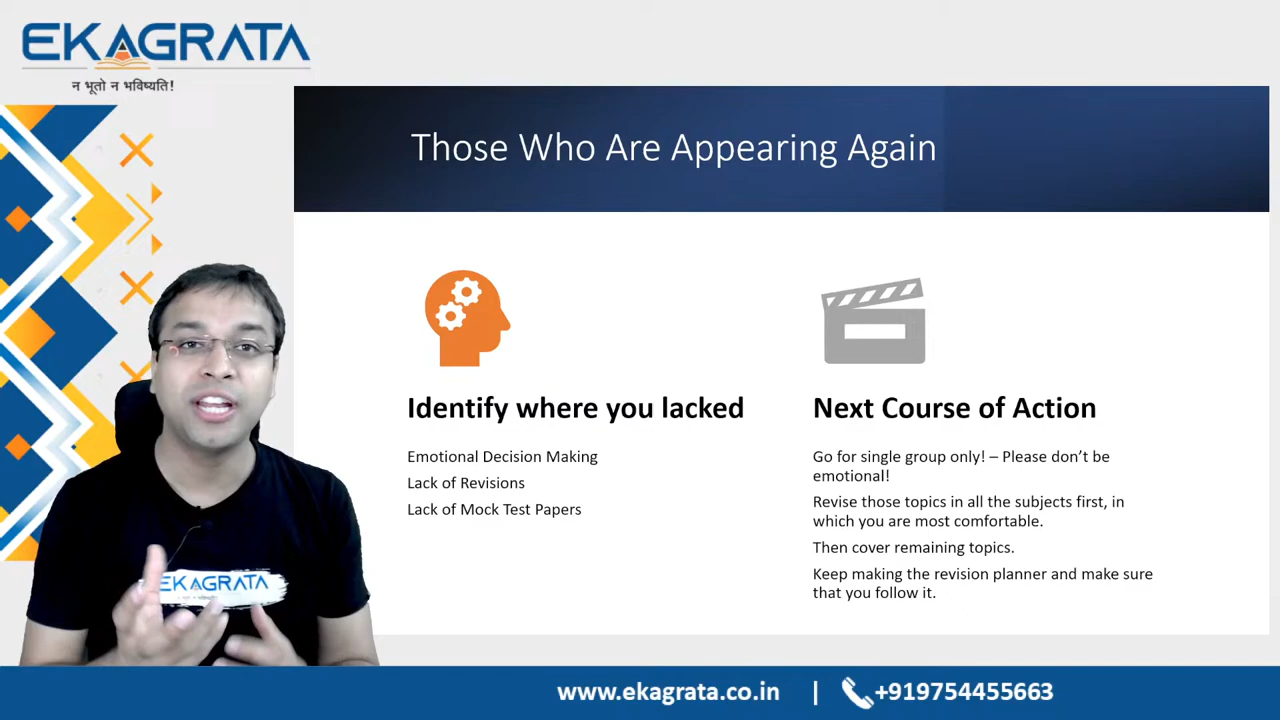 EKAGRATA
न भूतो न भविष्यति!
Those Who Are Appearing Again
Identify where you lacked
Emotional Decision Making
Lack of Revisions
Lack of Mock Test Papers
Next Course of Action
Go for single group only! – Please don’t be
emotional!
Revise those topics in all the subjects first, in
which you are most comfortable.
Then cover remaining topics.
Keep making the revision planner and make sure
that you follow it.
EKAGRATA
www.ekagrata.co.in | +919754455663